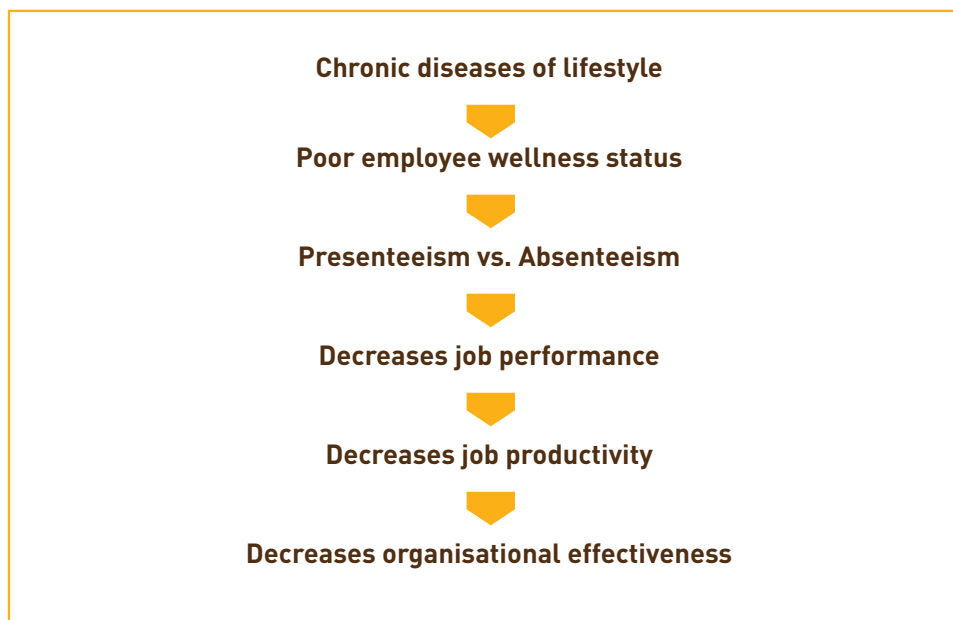 Chronic diseases of lifestyle
Poor employee wellness status
Presenteeism vs. Absenteeism
Decreases job performance
Decreases job productivity
Decreases organisational effectiveness